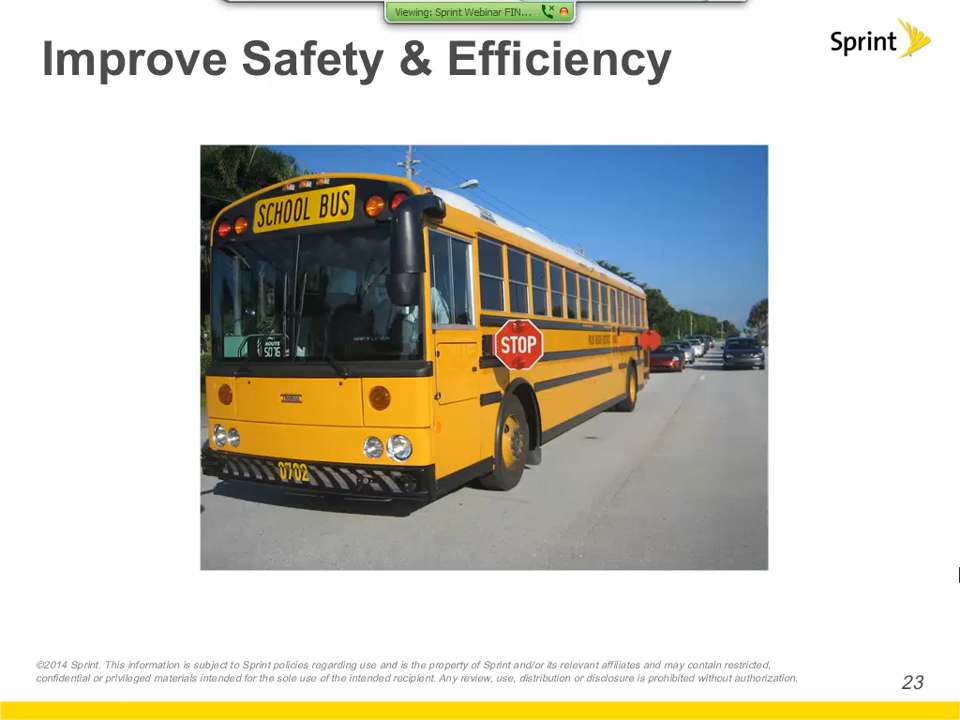 Viewing: Sprint Webinar FIN...
Improve Safety & Efficiency
Sprint
SCHOOL BUS
STOP
ROUTE
5076
0702
©2014 Sprint. This information is subject to Sprint policies regarding use and is the property of Sprint and/or its relevant affiliates and may contain restricted,
confidential or privileged materials intended for the sole use of the intended recipient. Any review, use, distribution or disclosure is prohibited without authorization.
23